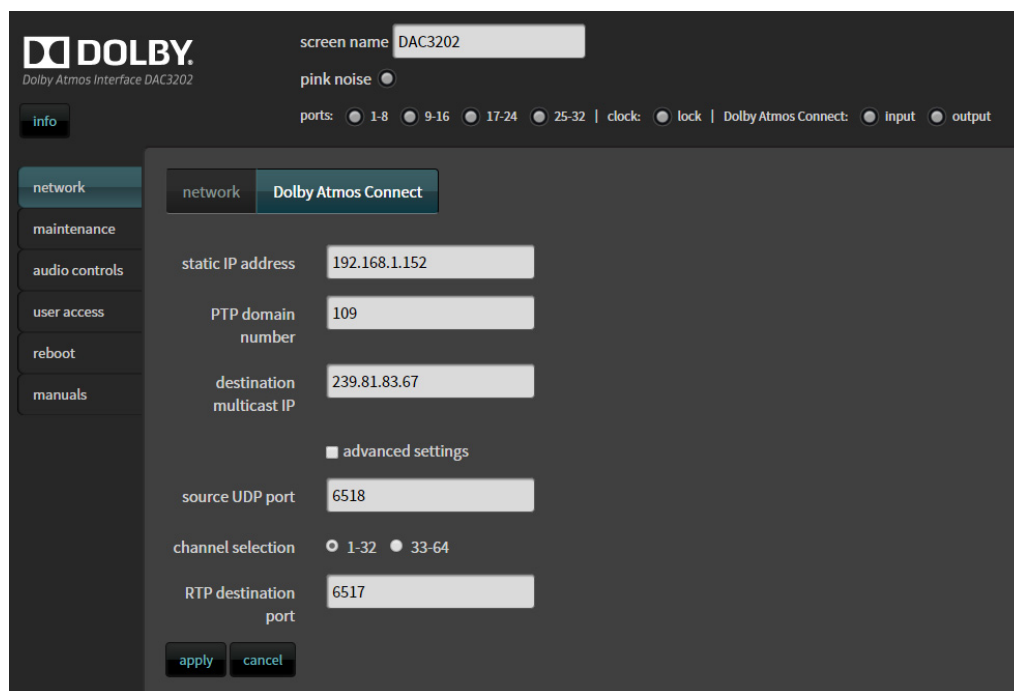 DOLBY.
Dolby Atmos Interface DAC3202
info
screen name DAC3202
pink noise
ports: 1-8 9-16 17-24 25-32 | clock: lock | Dolby Atmos Connect: input output
network
maintenance
audio controls
user access
reboot
manuals
network Dolby Atmos Connect
static IP address 192.168.1.152
PTP domain 109
number
destination 239.81.83.67
multicast IP
advanced settings
source UDP port 6518
channel selection 1-32 33-64
RTP destination 6517
port
apply cancel